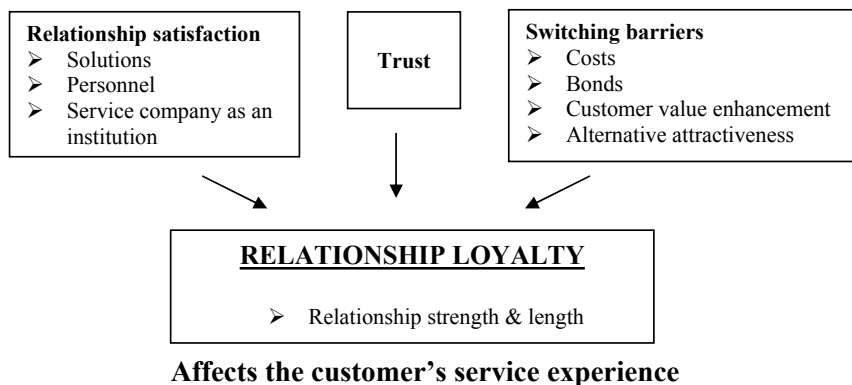 Relationship satisfaction
➢ Solutions
➢ Personnel
➢ Service company as an
institution
Trust
Switching barriers
➢ Costs
➢ Bonds
➢ Customer value enhancement
➢ Alternative attractiveness
RELATIONSHIP LOYALTY
➢ Relationship strength & length
Affects the customer’s service experience